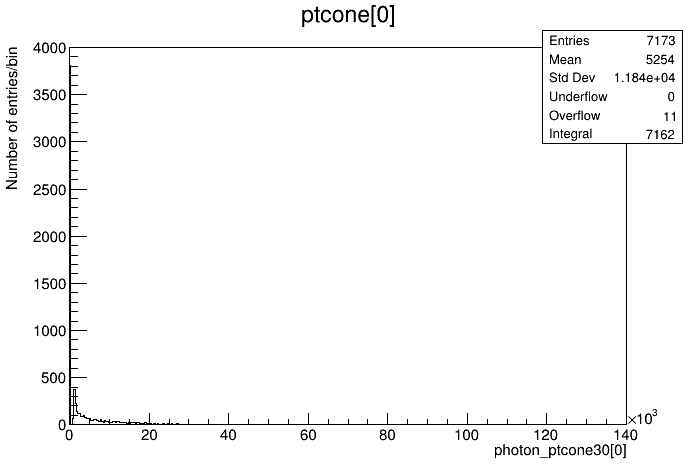 ptcone[0]
Number of entries/bin
Entries 7173
Mean 5254
Std Dev 1.184e+04
Underflow 0
Overflow 11
Integral 7162
4000
3500
3000
2500
2000
1500
1000
500
0
0 20 40 60 80 100 120 140
×10³
photon_ptcone30[0]